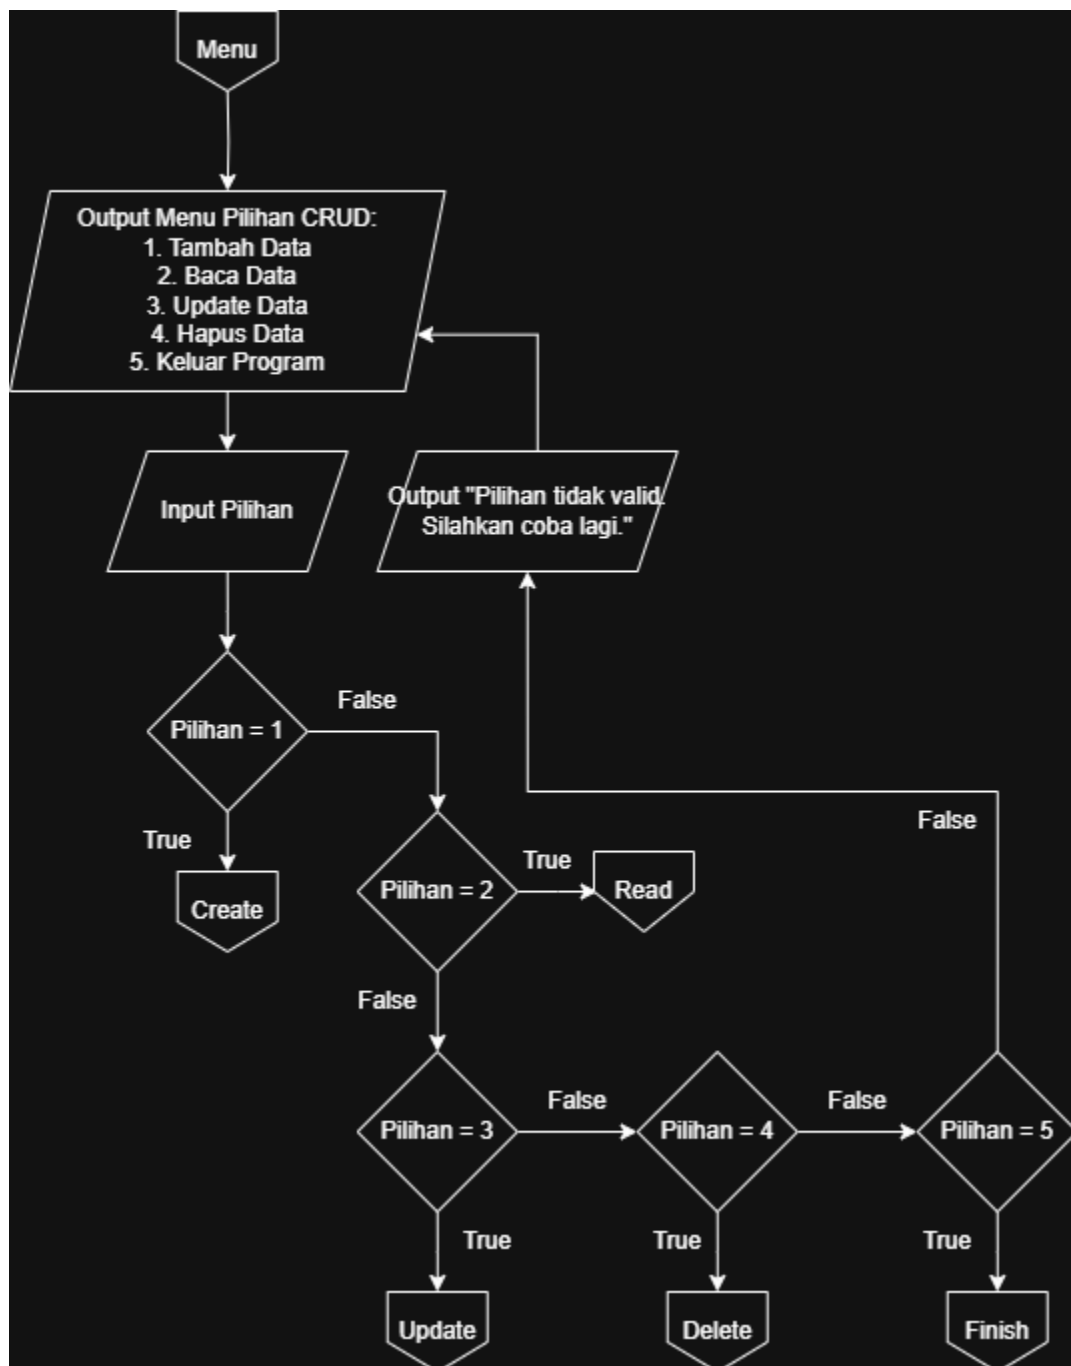 Menu
Output Menu Pilihan CRUD:
1. Tambah Data
2. Baca Data
3. Update Data
4. Hapus Data
5. Keluar Program
Input Pilihan
Output "Pilihan tidak valid.
Silahkan coba lagi."
Pilihan = 1
False
True
Create
Pilihan = 2
True
Read
False
False
Pilihan = 3
False
Pilihan = 4
False
Pilihan = 5
True
True
True
Update
Delete
Finish